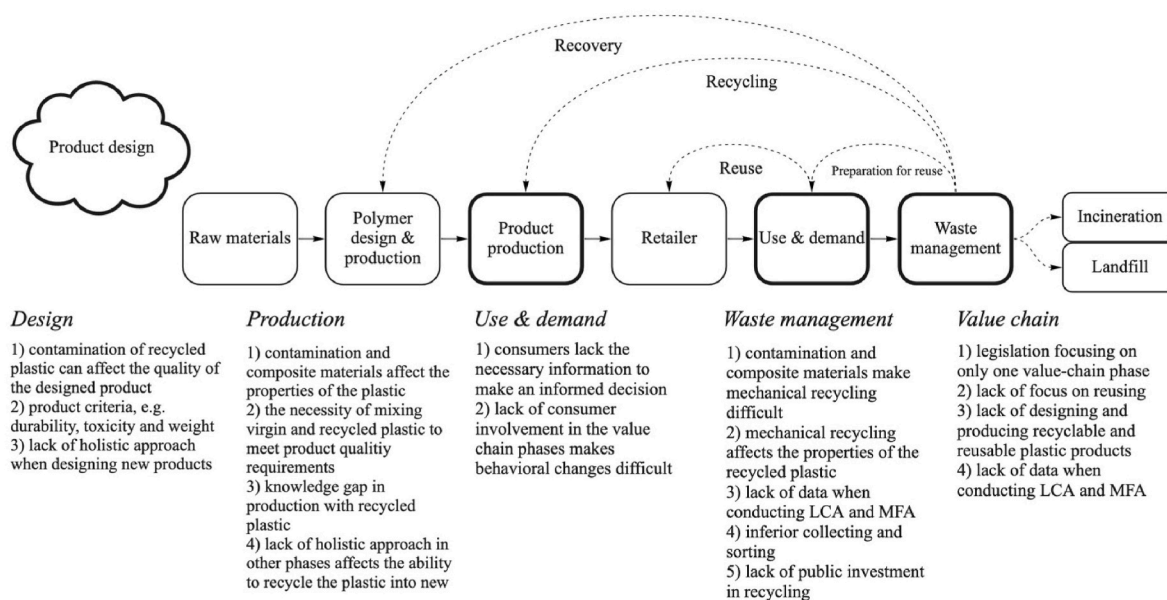 Recovery
Recycling
Product design
Reuse
Preparation for reuse
Raw materials
Polymer
design &
production
Product
production
Retailer
Use & demand
Waste
management
Incineration
Landfill
Design
1) contamination of recycled
plastic can affect the quality of
the designed product
2) product criteria, e.g.
durability, toxicity and weight
3) lack of holistic approach
when designing new products
Production
1) contamination and
composite materials affect the
properties of the plastic
2) the necessity of mixing
virgin and recycled plastic to
meet product qualitiy
requirements
3) knowledge gap in
production with recycled
plastic
4) lack of holistic approach in
other phases affects the ability
to recycle the plastic into new
Use & demand
1) consumers lack the
necessary information to
make an informed decision
2) lack of consumer
involvement in the value
chain phases makes
behavioral changes difficult
Waste management
1) contamination and
composite materials make
mechanical recycling
difficult
2) mechanical recycling
affects the properties of the
recycled plastic
3) lack of data when
conducting LCA and MFA
4) inferior collecting and
sorting
5) lack of public investment
in recycling
Value chain
1) legislation focusing on
only one value-chain phase
2) lack of focus on reusing
3) lack of designing and
producing recyclable and
reusable plastic products
4) lack of data when
conducting LCA and MFA